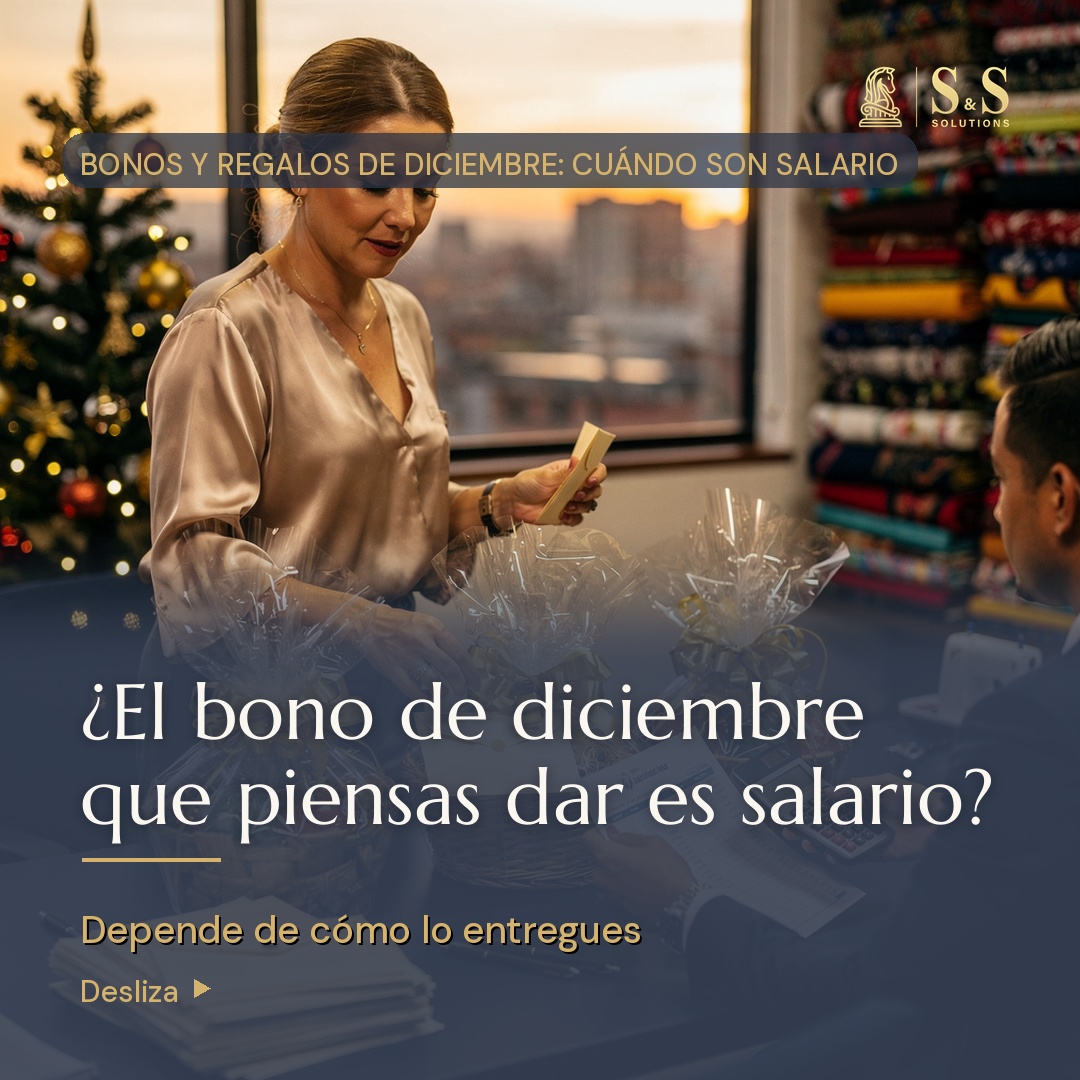 S&S
SOLUTIONS
BONOS Y REGALOS DE DICIEMBRE: CUÁNDO SON SALARIO
¿El bono de diciembre
que piensas dar es salario?
Depende de cómo lo entregues
Desliza